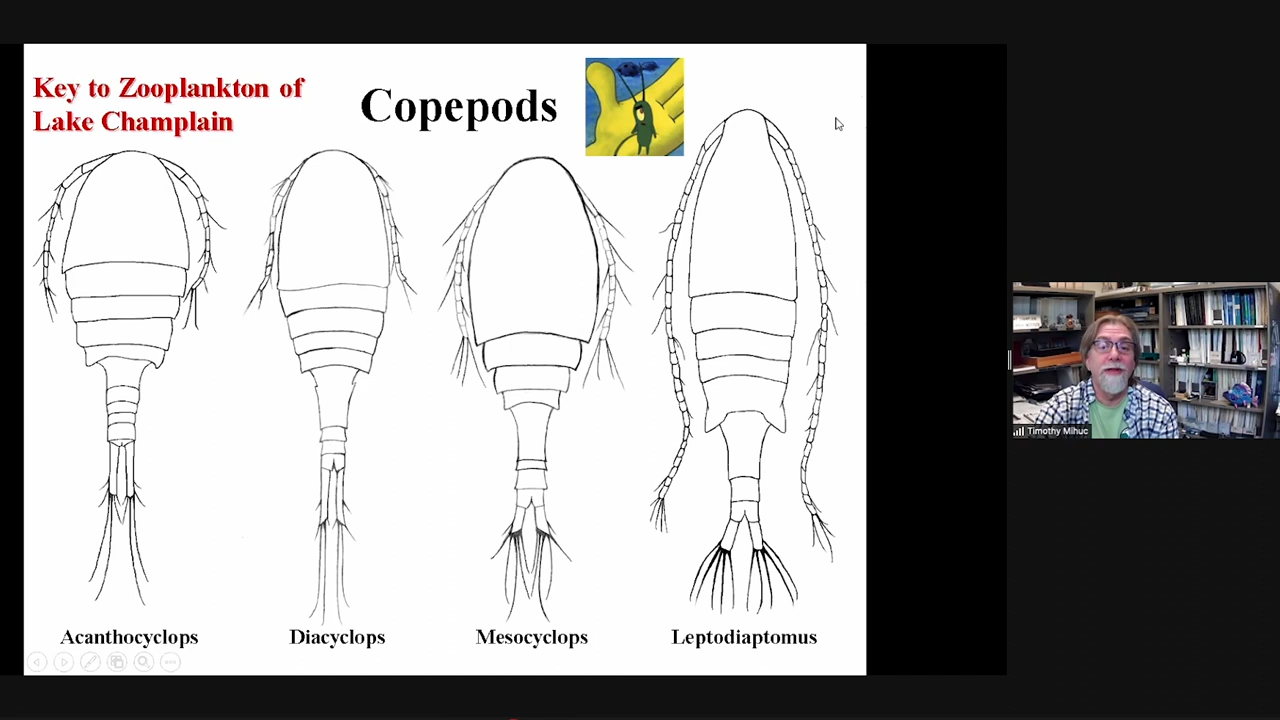 Key to Zooplankton of
Lake Champlain
Copepods
Acanthocyclops
Diacyclops
Mesocyclops
Leptodiaptomus
Timothy Mihuc